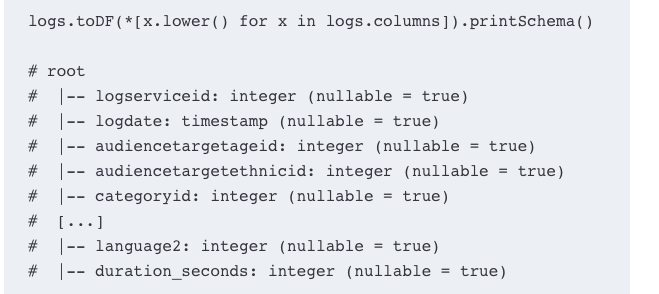 logs.toDF(*[x.lower() for x in logs.columns]).printSchema()
# root
#  |-- logserviceid: integer (nullable = true)
#  |-- logdate: timestamp (nullable = true)
#  |-- audiencetargetageid: integer (nullable = true)
#  |-- audiencetargetethnicid: integer (nullable = true)
#  |-- categoryid: integer (nullable = true)
#  [...]
#  |-- language2: integer (nullable = true)
#  |-- duration_seconds: integer (nullable = true)